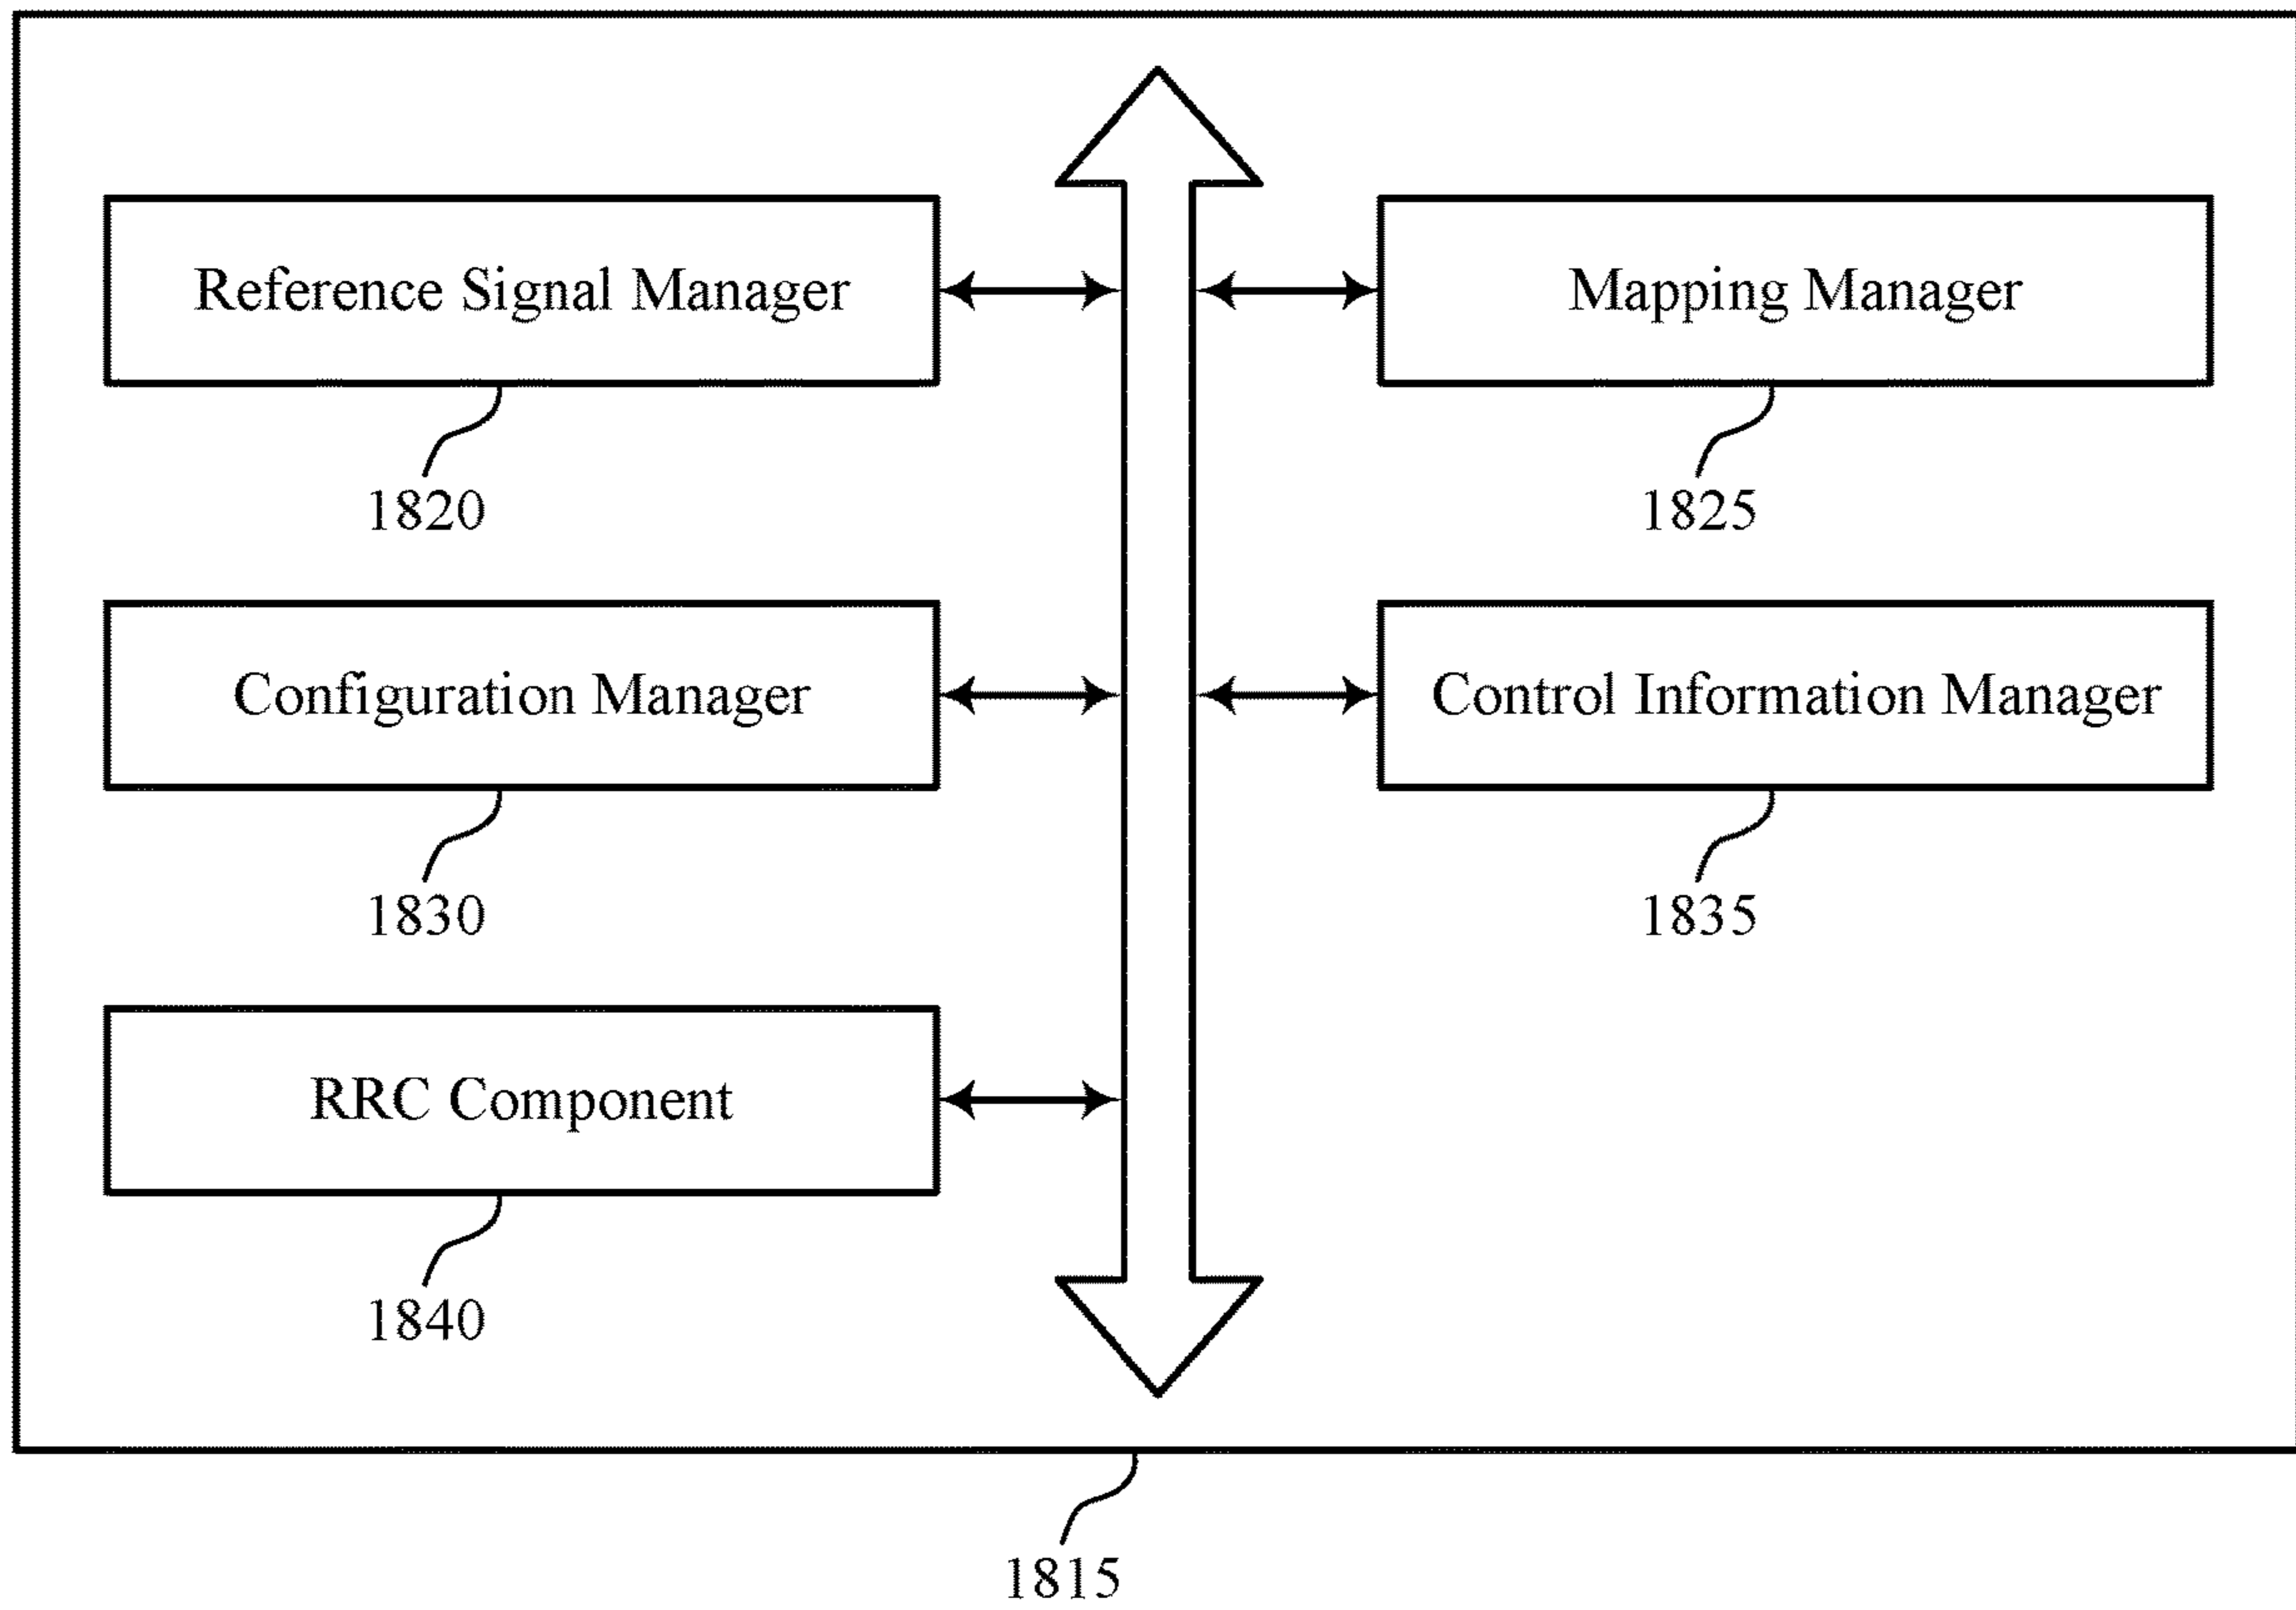 Reference Signal Manager
Mapping Manager
1820
1825
Configuration Manager
Control Information Manager
1830
1835
RRC Component
1840
1815